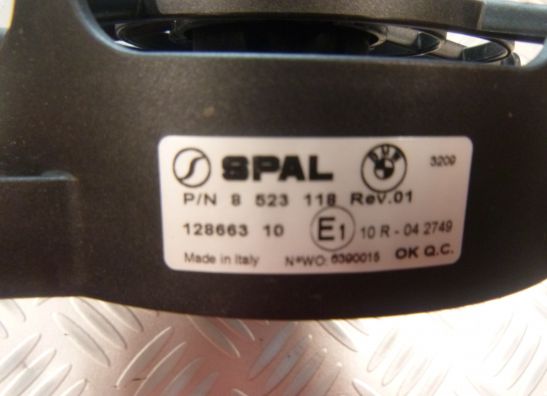 SPAL BMW 3209
P/N 8 523 118 Rev.01
128663 10 E1 10 R - 04 2749
Made in Italy N°WO: 6390015 OK Q.C.